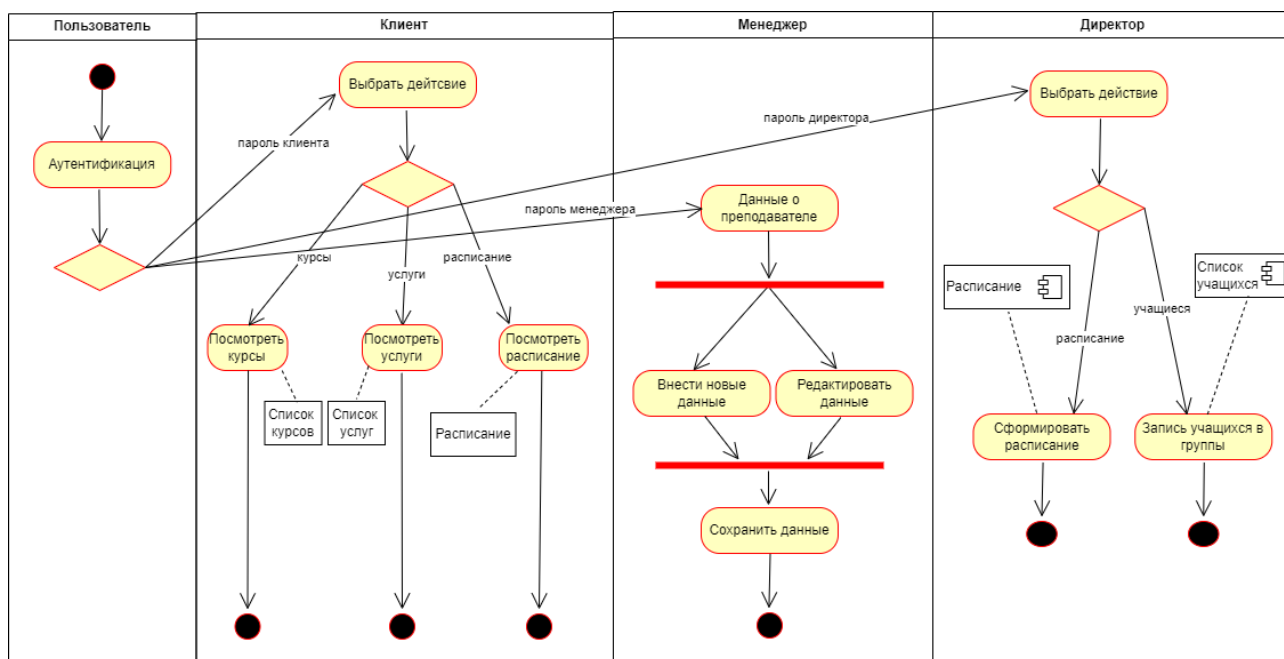 Пользователь
Клиент
Менеджер
Директор
Выбрать дейтсвие
Выбрать действие
пароль директора
пароль клиента
Аутентификация
Данные о
преподавателе
пароль менеджера
курсы
услуги
расписание
Расписание
Список
учащихся
учащиеся
расписание
Посмотреть
курсы
Посмотреть
услуги
Посмотреть
расписание
Внести новые
данные
Редактировать
данные
Список
курсов
Список
услуг
Расписание
Сформировать
расписание
Запись учащихся в
группы
Сохранить данные